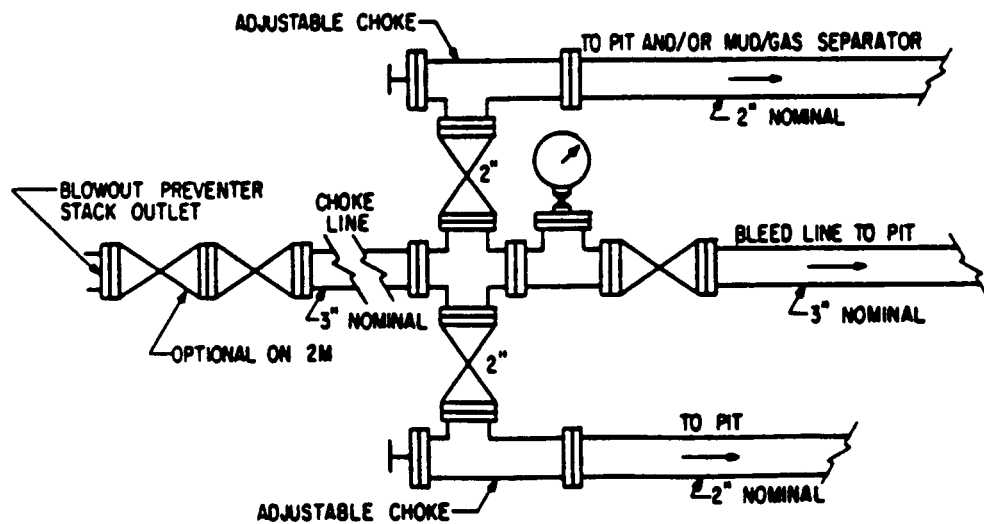 ADJUSTABLE CHOKE
TO PIT AND/OR MUD/GAS SEPARATOR
2" NOMINAL
2"
BLOWOUT PREVENTER
STACK OUTLET
CHOKE
LINE
BLEED LINE TO PIT
3" NOMINAL
3" NOMINAL
OPTIONAL ON 2M
2"
TO PIT
2" NOMINAL
ADJUSTABLE CHOKE